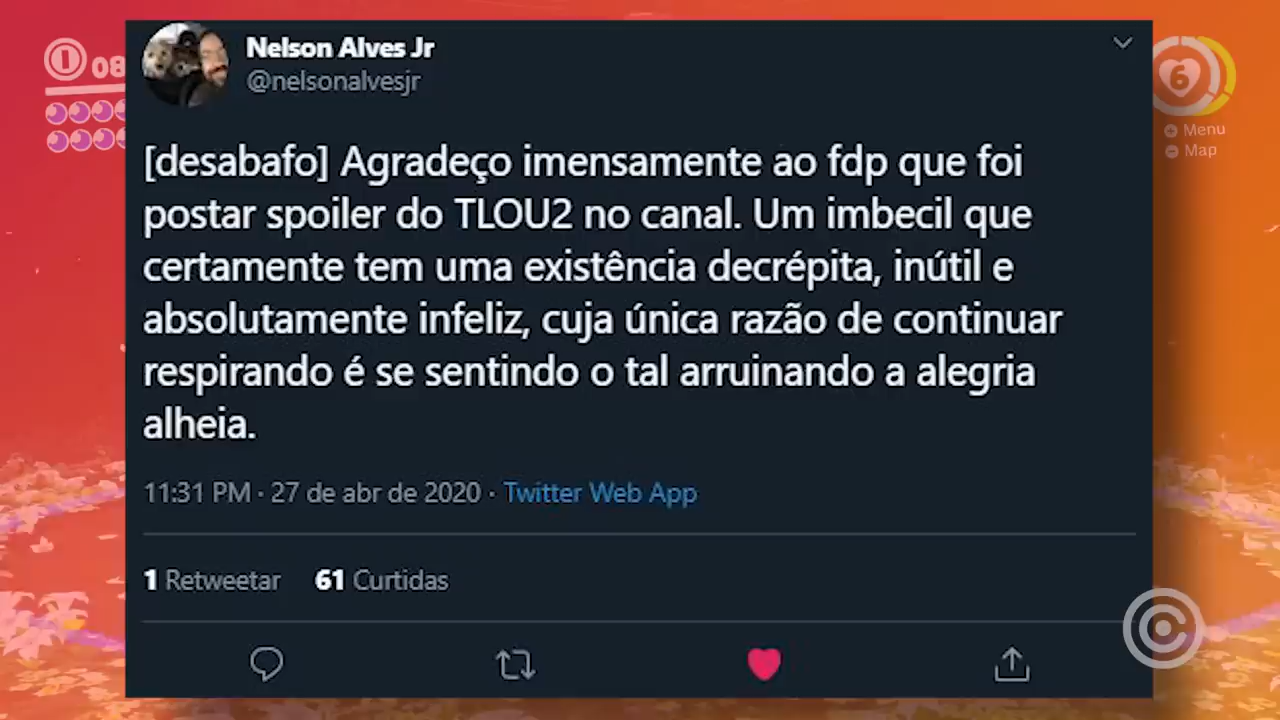 Nelson Alves Jr
@nelsonalvesjr
[desabafo] Agradeço imensamente ao fdp que foi
postar spoiler do TLOU2 no canal. Um imbecil que
certamente tem uma existência decrépita, inútil e
absolutamente infeliz, cuja única razão de continuar
respirando é se sentindo o tal arruinando a alegria
alheia.
11:31 PM · 27 de abr de 2020 · Twitter Web App
1 Retweetar 61 Curtidas
08
6
Menu
Map